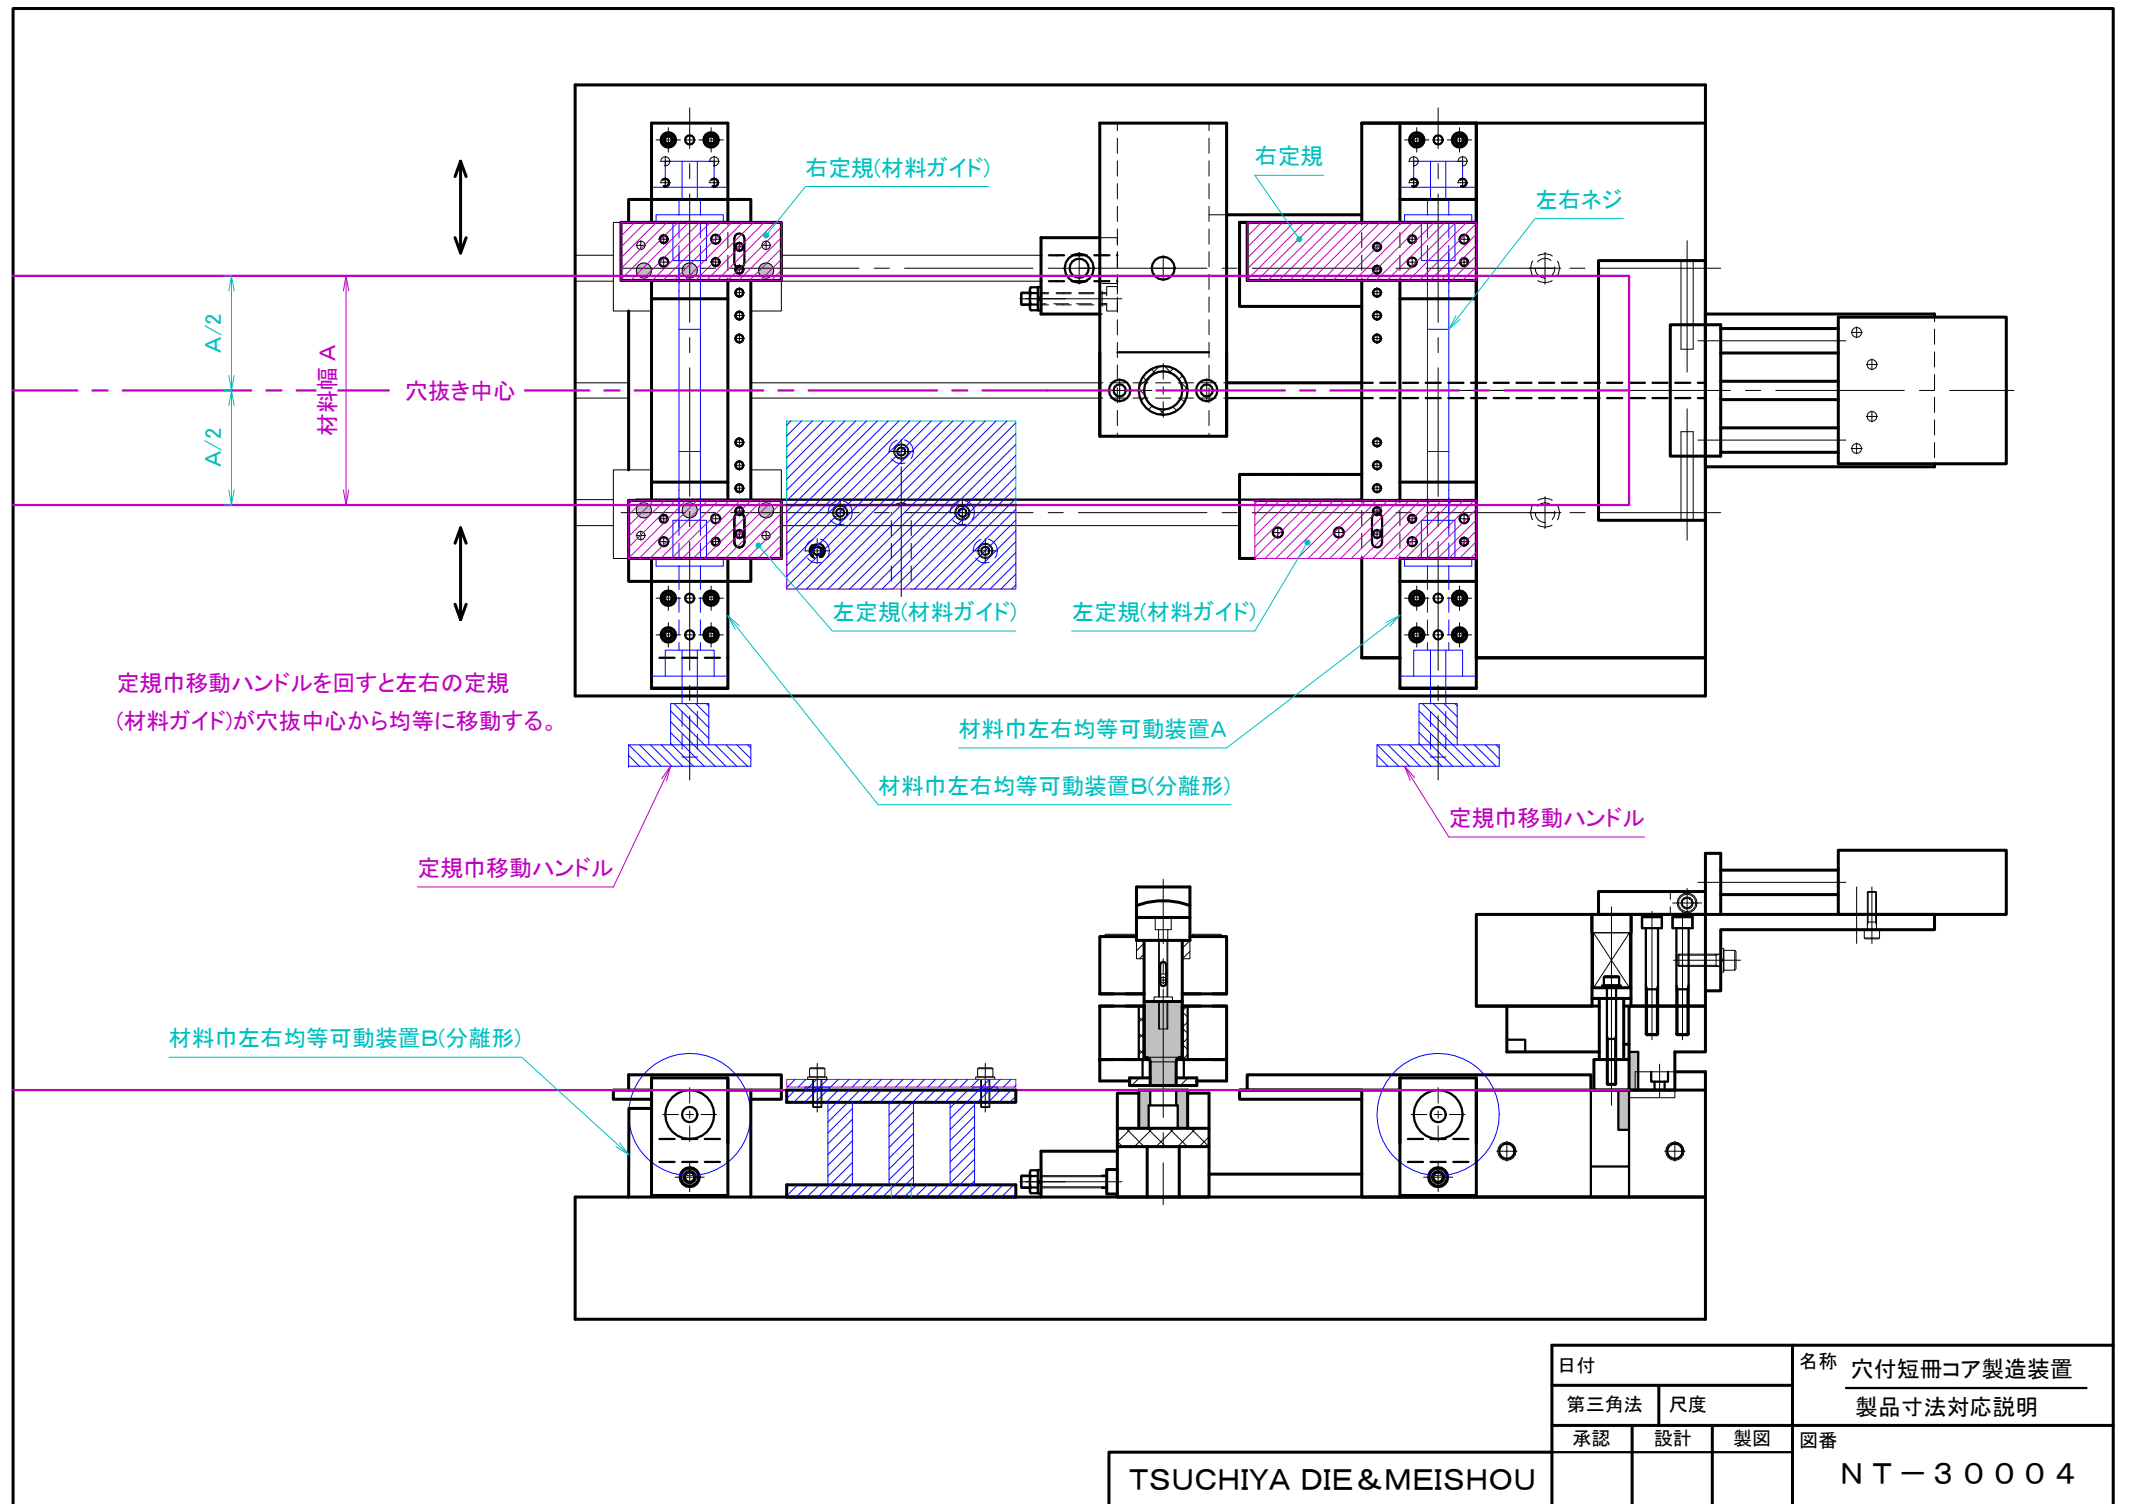 右定規(材料ガイド)
右定規
左右ネジ
A/2
材料幅 A
穴抜き中心
A/2
左定規(材料ガイド)
左定規(材料ガイド)
定規巾移動ハンドルを回すと左右の定規
(材料ガイド)が穴抜中心から均等に移動する。
材料巾左右均等可動装置A
材料巾左右均等可動装置B(分離形)
定規巾移動ハンドル
定規巾移動ハンドル
材料巾左右均等可動装置B(分離形)
日付
名称 穴付短冊コア製造装置
製品寸法対応説明
第三角法 尺度
承認 設計 製図
図番
NT－30004
TSUCHIYA DIE&MEISHOU